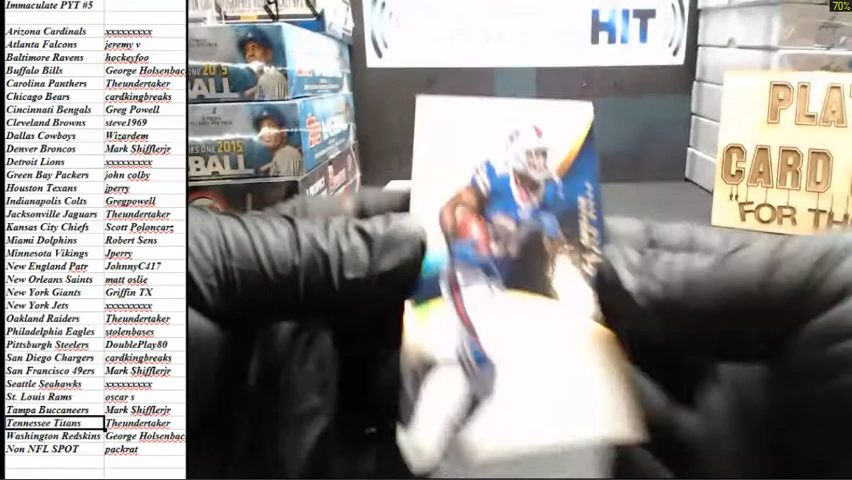 Immaculate PYT #5
Arizona Cardinals xxxxxxxxx
Atlanta Falcons jeremy v
Baltimore Ravens hockeyfoo
Buffalo Bills George Holsenbac
Carolina Panthers Theundertaker
Chicago Bears cardkingbreaks
Cincinnati Bengals Greg Powell
Cleveland Browns steve1969
Dallas Cowboys Wizardem
Denver Broncos Mark Shifflerjr
Detroit Lions xxxxxxxxx
Green Bay Packers john colby
Houston Texans jperry
Indianapolis Colts Gregpowell
Jacksonville Jaguars Theundertaker
Kansas City Chiefs Scott Poloncarz
Miami Dolphins Robert Sens
Minnesota Vikings Jperry
New England Patr JohnnyC417
New Orleans Saints matt oslie
New York Giants Griffin TX
New York Jets xxxxxxxxx
Oakland Raiders Theundertaker
Philadelphia Eagles stolenbases
Pittsburgh Steelers DoublePlay80
San Diego Chargers cardkingbreaks
San Francisco 49ers Mark Shifflerjr
Seattle Seahawks xxxxxxxxx
St. Louis Rams oscar s
Tampa Buccaneers Mark Shifflerjr
Tennessee Titans Theundertaker
Washington Redskins George Holsenbac
Non NFL SPOT packrat
HIT
70%
2015
2015
BALL
PLA
CARD
FOR TH